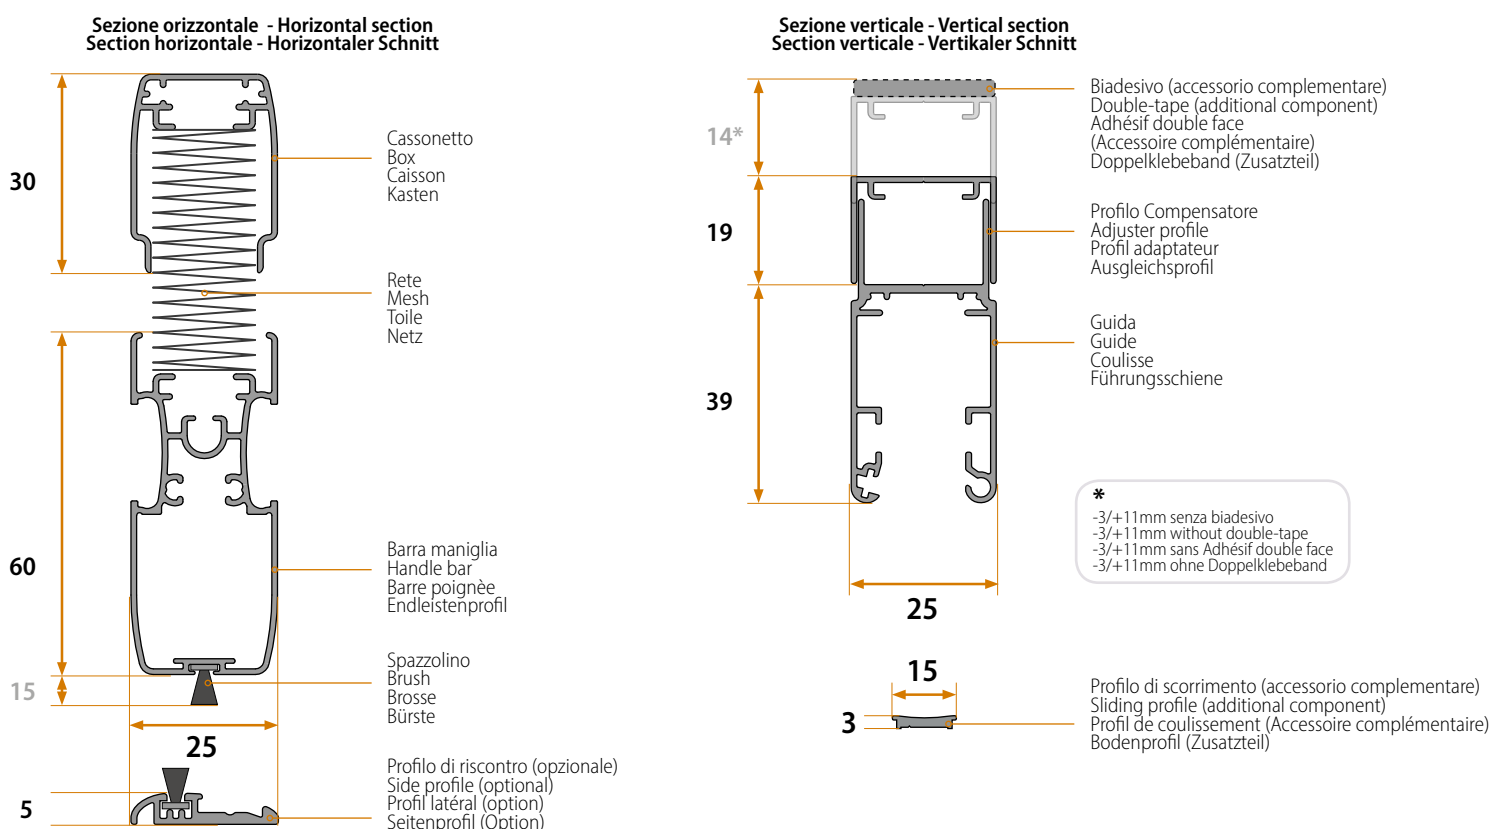 Sezione orizzontale - Horizontal section
Section horizontale - Horizontaler Schnitt
30
Cassonetto
Box
Caisson
Kasten
Rete
Mesh
Toile
Netz
60
Barra maniglia
Handle bar
Barre poignèe
Endleistenprofil
15
Spazzolino
Brush
Brosse
Bürste
25
5
Profilo di riscontro (opzionale)
Side profile (optional)
Profil latéral (option)
Seitenprofil (Option)
Sezione verticale - Vertical section
Section verticale - Vertikaler Schnitt
14*
Biadesivo (accessorio complementare)
Double-tape (additional component)
Adhésif double face
(Accessoire complémentaire)
Doppelklebeband (Zusatzteil)
19
Profilo Compensatore
Adjuster profile
Profil adaptateur
Ausgleichsprofil
39
Guida
Guide
Coulisse
Führungsschiene
*
-3/+11mm senza biadesivo
-3/+11mm without double-tape
-3/+11mm sans Adhésif double face
-3/+11mm ohne Doppelklebeband
25
15
3
Profilo di scorrimento (accessorio complementare)
Sliding profile (additional component)
Profil de coulissement (Accessoire complémentaire)
Bodenprofil (Zusatzteil)